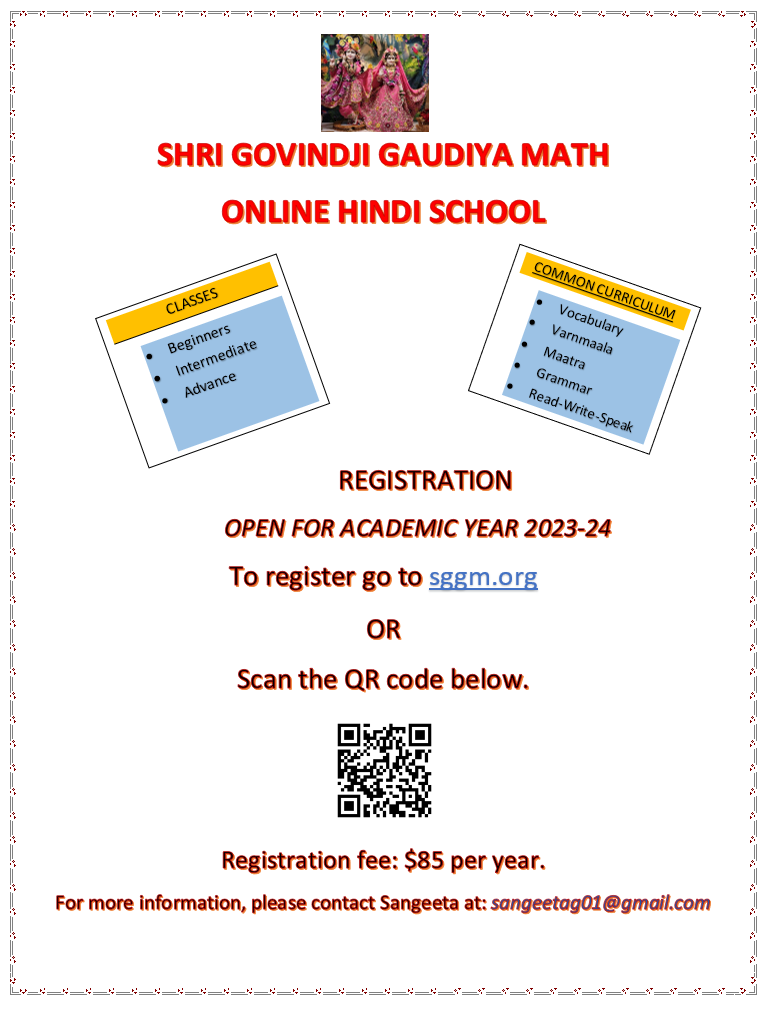 SHRI GOVINDJI GAUDIYA MATH
ONLINE HINDI SCHOOL
CLASSES
• Beginners
• Intermediate
• Advance
COMMON CURRICULUM
• Vocabulary
• Varnmaala
• Maatra
• Grammar
• Read-Write-Speak
REGISTRATION
OPEN FOR ACADEMIC YEAR 2023-24
To register go to sggm.org
OR
Scan the QR code below.
Registration fee: $85 per year.
For more information, please contact Sangeeta at: sangeetag01@gmail.com